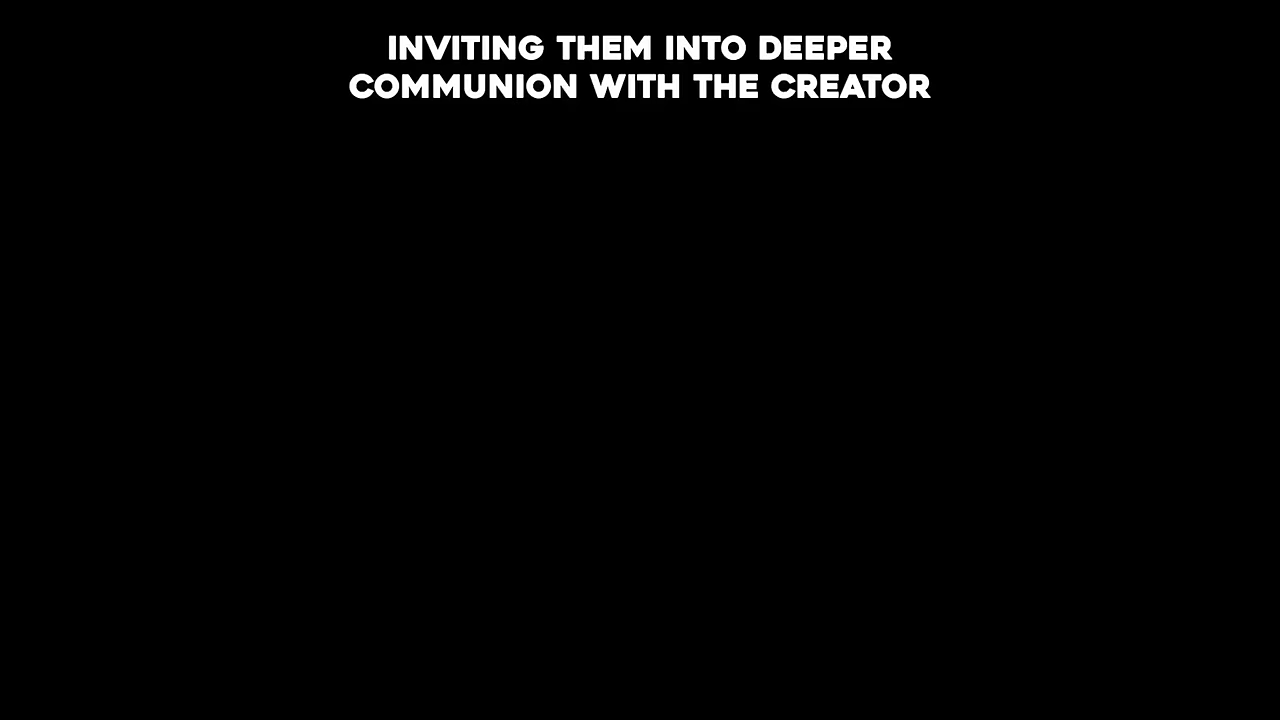 INVITING THEM INTO DEEPER
COMMUNION WITH THE CREATOR